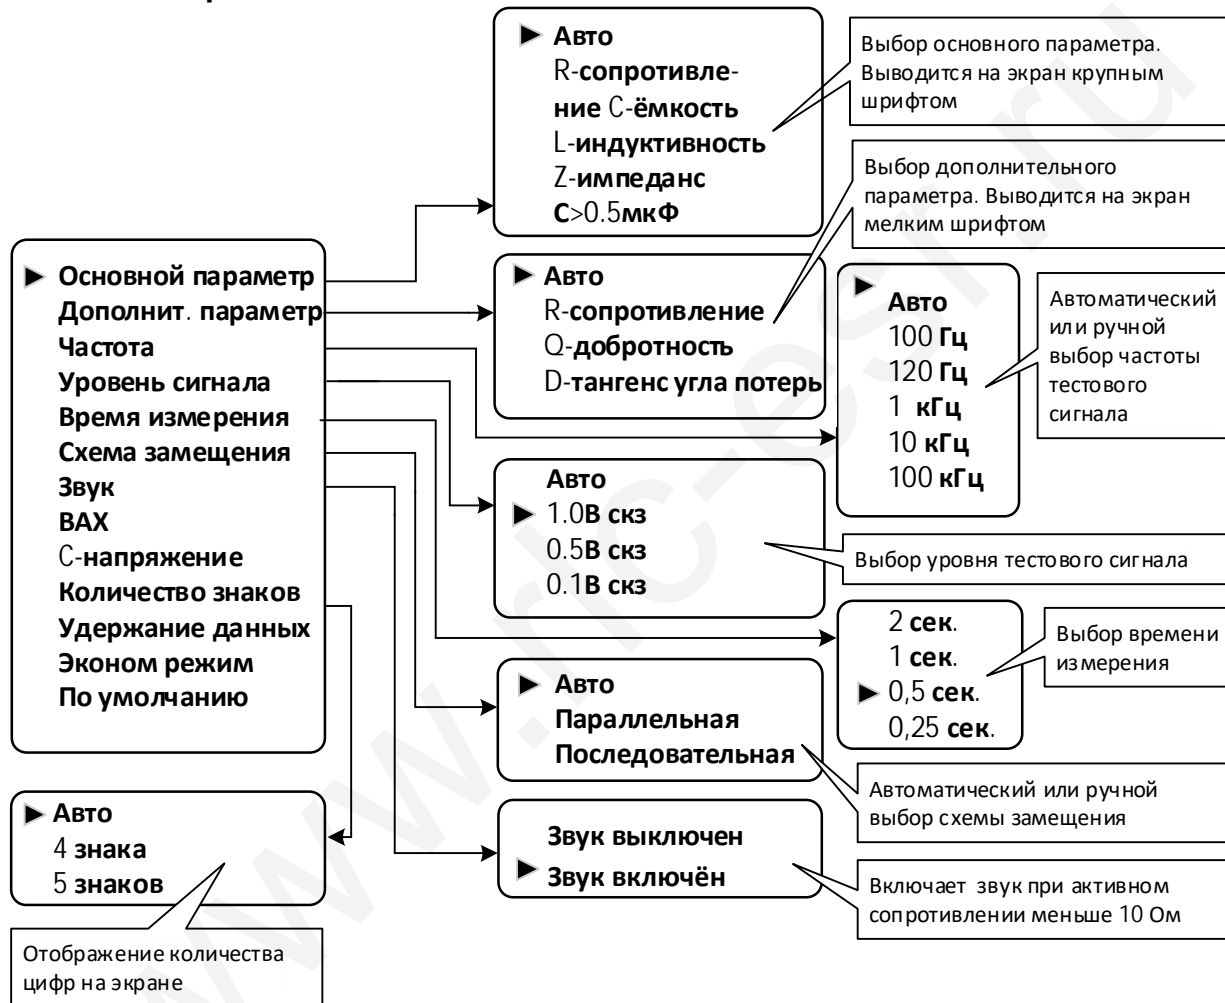 Авто
R-сопротивле-
ние С-ёмкость
L-индуктивность
Z-импеданс
С>0.5мкФ
Выбор основного параметра.
Выводится на экран крупным
шрифтом
Выбор дополнительного
параметра. Выводится на экран
мелким шрифтом
Основной параметр
Дополнит. параметр
Частота
Уровень сигнала
Время измерения
Схема замещения
Звук
ВАХ
С-напряжение
Количество знаков
Удержание данных
Эконом режим
По умолчанию
Авто
R-сопротивление
Q-добротность
D-тангенс угла потерь
Авто
100 Гц
120 Гц
1 кГц
10 кГц
100 кГц
Автоматический
или ручной
выбор частоты
тестового
сигнала
Авто
1.0В скз
0.5В скз
0.1В скз
Выбор уровня тестового сигнала
2 сек.
1 сек.
0,5 сек.
0,25 сек.
Выбор времени
измерения
Авто
Параллельная
Последовательная
Автоматический или ручной
выбор схемы замещения
Авто
4 знака
5 знаков
Отображение количества
цифр на экране
Звук выключен
Звук включён
Включает звук при активном
сопротивлении меньше 10 Ом
www.rlc-esr.ru